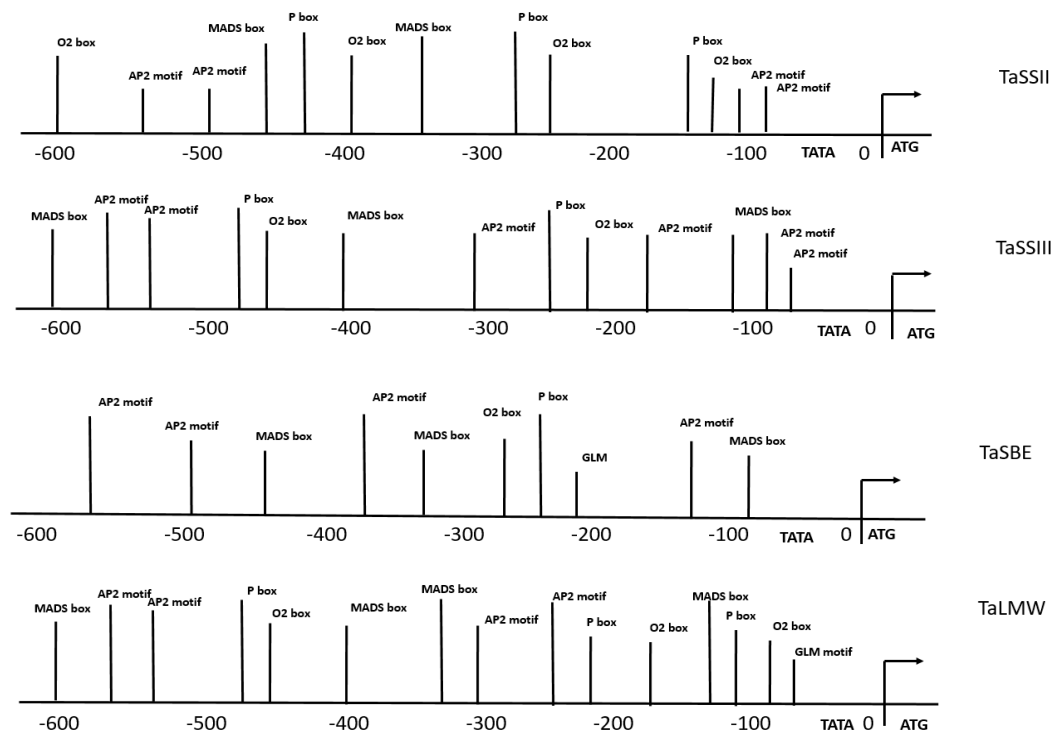 P box
MADS box
MADS box
O2 box
O2 box
O2 box
P box
AP2 motif
AP2 motif
O2 box
AP2 motif
AP2 motif
TaSSII
-600
-500
-400
-300
-200
-100
TATA
0
ATG
MADS box
AP2 motif
AP2 motif
P box
O2 box
MADS box
AP2 motif
P box
O2 box
AP2 motif
MADS box
AP2 motif
AP2 motif
TaSSIII
-600
-500
-400
-300
-200
-100
TATA
0
ATG
AP2 motif
AP2 motif
MADS box
AP2 motif
MADS box
O2 box
P box
GLM
AP2 motif
MADS box
TaSBE
-600
-500
-400
-300
-200
-100
TATA
0
ATG
MADS box
AP2 motif
AP2 motif
P box
O2 box
MADS box
MADS box
AP2 motif
AP2 motif
P box
O2 box
MADS box
P box
O2 box
GLM motif
TaLMW
-600
-500
-400
-300
-200
-100
TATA
0
ATG
P box